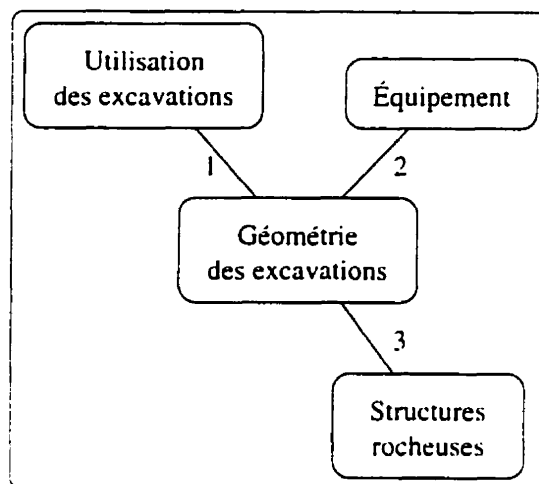 Utilisation
des excavations
Équipement
1
2
Géométrie
des excavations
3
Structures
rocheuses